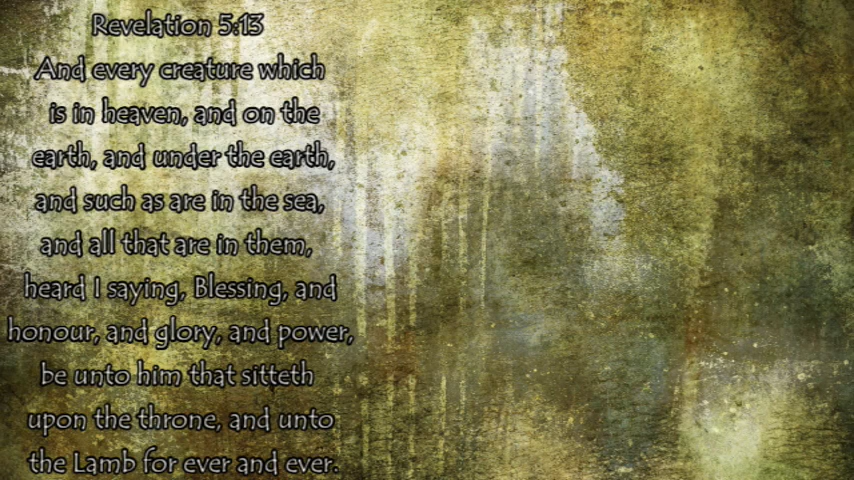 Revelation 5:13
And every creature which
is in heaven, and on the
earth, and under the earth,
and such as are in the sea,
and all that are in them,
heard I saying, Blessing, and
honour, and glory, and power,
be unto him that sitteth
upon the throne, and unto
the Lamb for ever and ever.